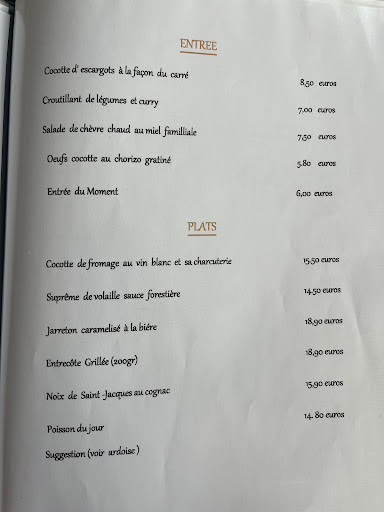 ENTREE
Cocotte d' escargots à la façon du carré 8,50 euros
Croutillant de légumes et curry 7,00 euros
Salade de chèvre chaud au miel familliale 7,50 euros
Oeufs cocotte au chorizo gratiné 5,80 euros
Entrée du Moment 6,00 euros
PLATS
Cocotte de fromage au vin blanc et sa charcuterie 15,50 euros
Suprême de volaille sauce forestière 14,50 euros
Jarreton caramelisé à la biére 18,90 euros
Entrecôte Grillée (200gr) 18,90 euros
Noix de Saint -Jacques au cognac 15,90 euros
Poisson du jour 14. 80 euros
Suggestion (voir ardoise )